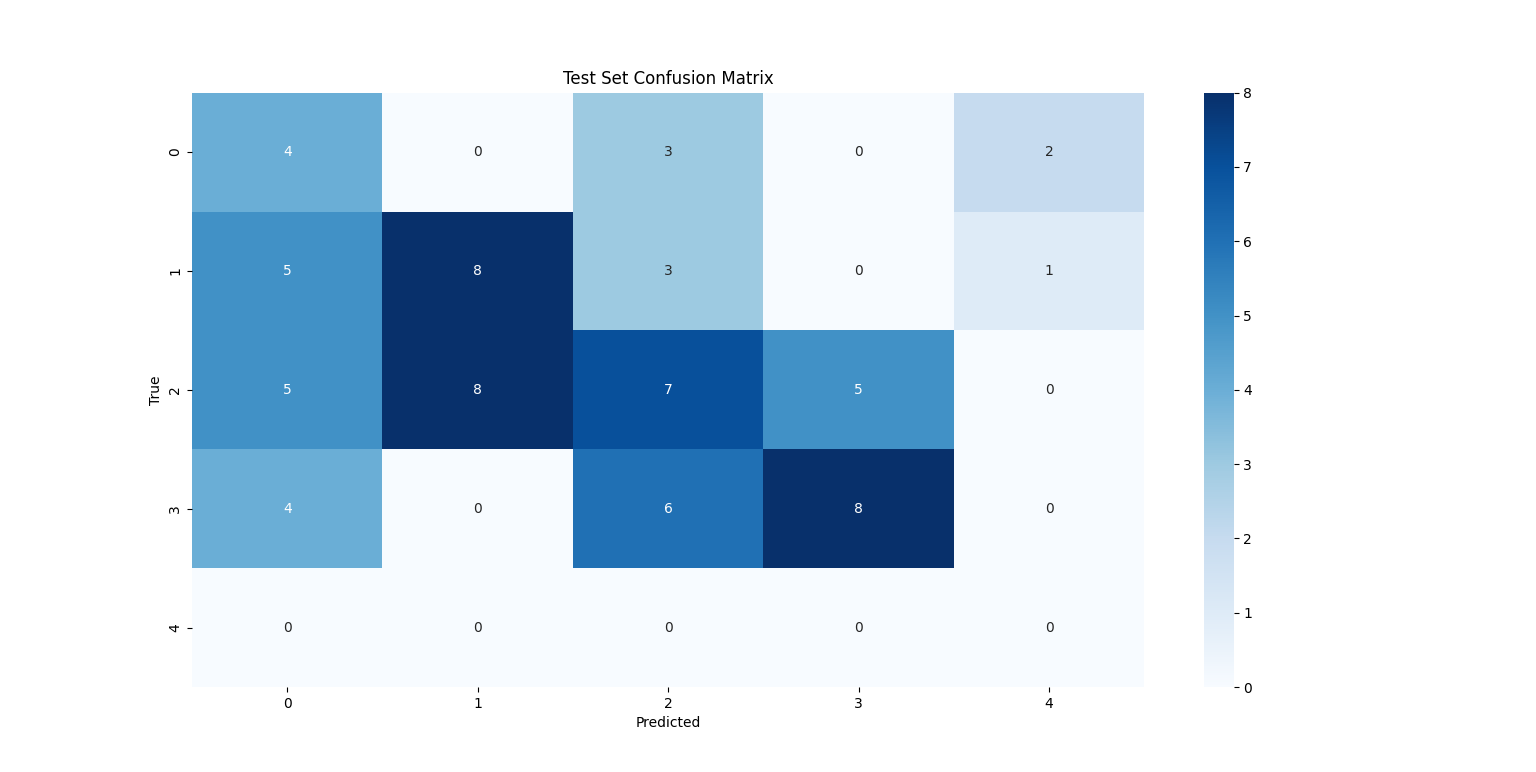 Test Set Confusion Matrix
0 4 0 3 0 2
1 5 8 3 0 1
2 5 8 7 5 0
3 4 0 6 8 0
4 0 0 0 0 0
0 1 2 3 4
True
Predicted
8
7
6
5
4
3
2
1
0